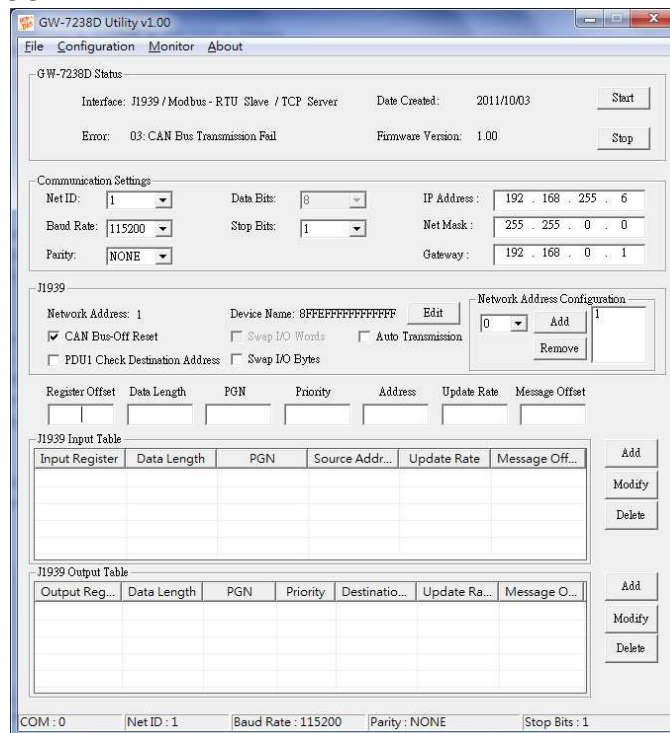 GW-7238D Utility v1.00
File Configuration Monitor About
GW-7238D Status
Interface: J1939 / Modbus - RTU Slave / TCP Server Date Created: 2011/10/03 Start
Error: 03: CAN Bus Transmission Fail Firmware Version: 1.00 Stop
Communication Settings
Net ID: 1 Data Bits: 8 IP Address : 192 . 168 . 255 . 6
Baud Rate: 115200 Stop Bits: 1 Net Mask : 255 . 255 . 0 . 0
Parity: NONE Gateway : 192 . 168 . 0 . 1
J1939
Network Address: 1 Device Name: 8FFEFFFFFFFFFFFF Edit Network Address Configuration
CAN Bus-Off Reset Swap I/O Words Auto Transmission 0 Add 1
PDU1 Check Destination Address Swap I/O Bytes Remove
Register Offset Data Length PGN Priority Address Update Rate Message Offset
J1939 Input Table
Input Register Data Length PGN Source Addr... Update Rate Message Off... Add
Modify
Delete
J1939 Output Table
Output Reg... Data Length PGN Priority Destinatio... Update Ra... Message O... Add
Modify
Delete
COM : 0 Net ID : 1 Baud Rate : 115200 Parity : NONE Stop Bits : 1